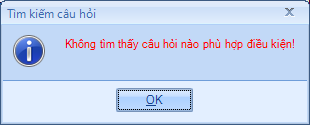 Tìm kiếm câu hỏi
Không tìm thấy câu hỏi nào phù hợp điều kiện!
OK